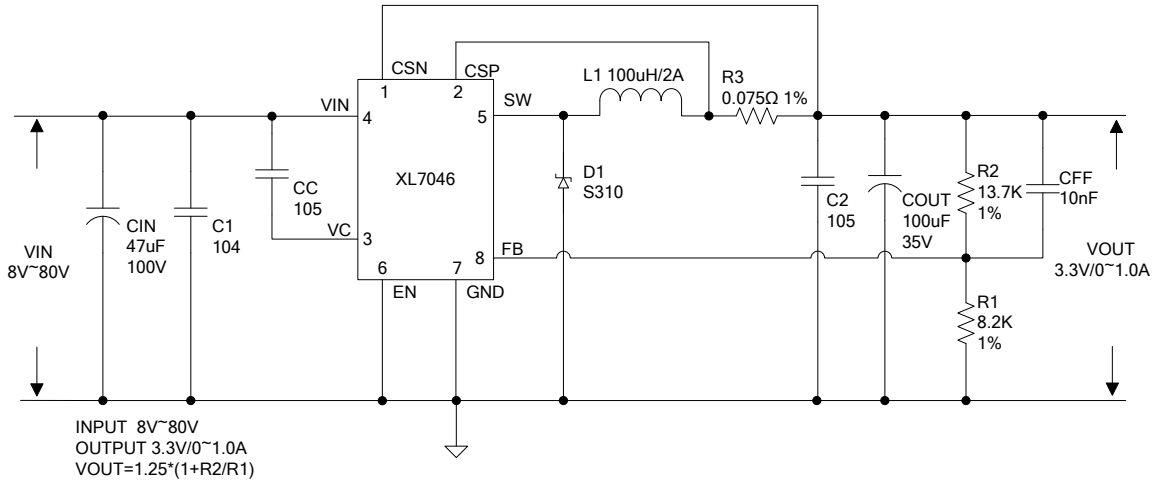 CSN
CSP
1
2
VIN
4
SW
5
L1 100uH/2A
R3
0.075Ω 1%
XL7046
CC
105
VC
3
CIN
47uF
100V
C1
104
VIN
8V~80V
D1
S310
FB
8
6
7
EN
GND
C2
105
COUT
100uF
35V
R2
13.7K
1%
CFF
10nF
R1
8.2K
1%
VOUT
3.3V/0~1.0A
INPUT 8V~80V
OUTPUT 3.3V/0~1.0A
VOUT=1.25*(1+R2/R1)